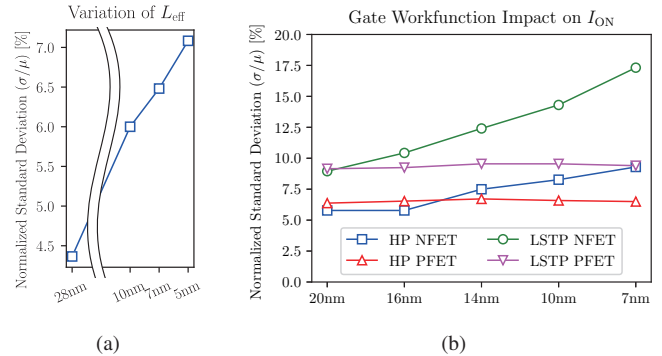 Variation of L_eff
Normalized Standard Deviation (σ/μ) [%]
7.0
6.5
6.0
5.5
5.0
4.5
28nm
10nm
7nm
5nm
(a)
Gate Workfunction Impact on I_ON
Normalized Standard Deviation (σ/μ) [%]
20.0
17.5
15.0
12.5
10.0
7.5
5.0
2.5
0.0
HP NFET
HP PFET
LSTP NFET
LSTP PFET
20nm
16nm
14nm
10nm
7nm
(b)